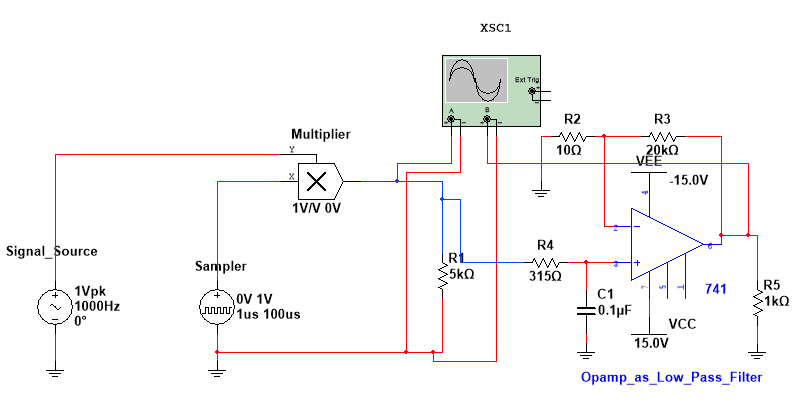 XSC1
Ext Trig
+
−
A
B
+ − + −
Multiplier
Y
X
1V/V 0V
R2
10Ω
R3
20kΩ
VEE
-15.0V
4
Signal_Source
1Vpk
1000Hz
0°
Sampler
0V 1V
1us 100us
R1
5kΩ
R4
315Ω
2
3
6
7
5
1
741
C1
0.1µF
R5
1kΩ
VCC
15.0V
Opamp_as_Low_Pass_Filter